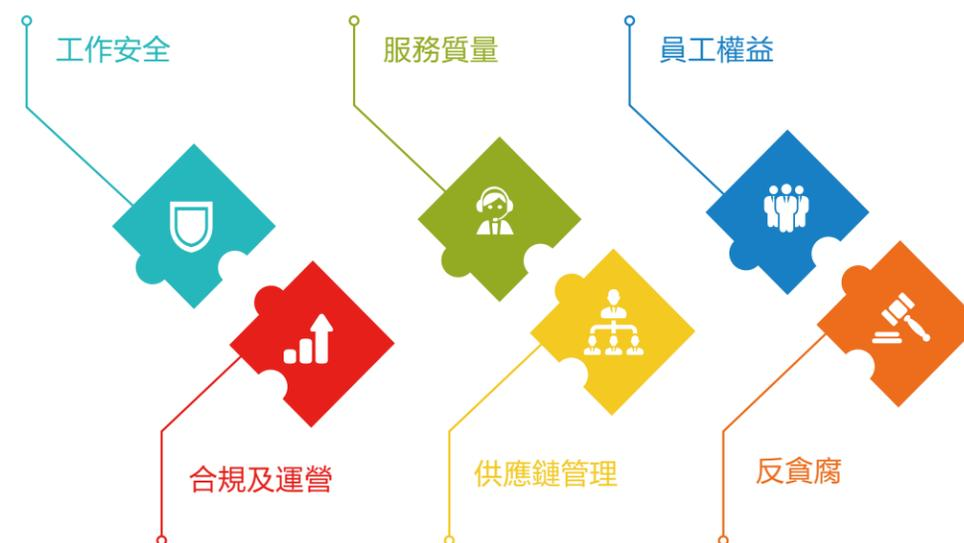 工作安全
服務質量
員工權益
合規及運營
供應鏈管理
反貪腐